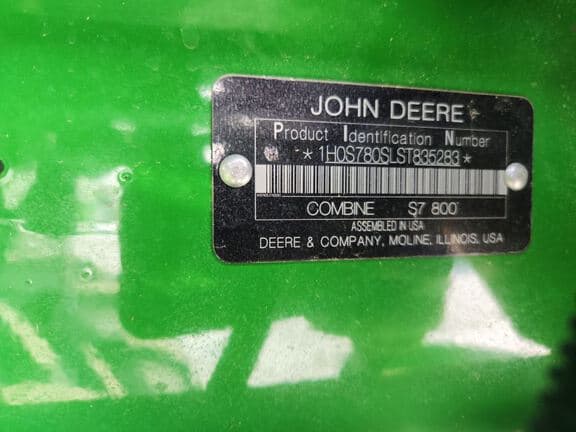 JOHN DEERE
Product Identification Number
*1H0S780SLST835283*
COMBINE S7 800
ASSEMBLED IN USA
DEERE & COMPANY, MOLINE, ILLINOIS, USA